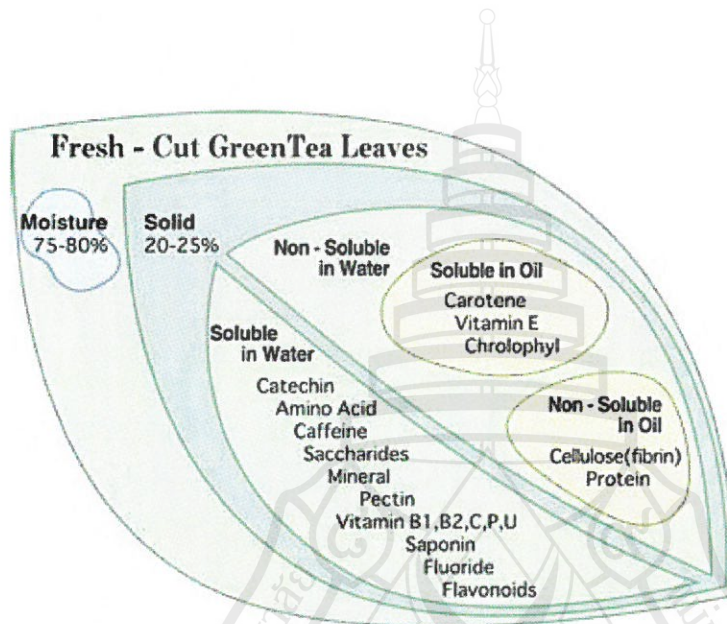 Fresh - Cut GreenTea Leaves
Moisture
75-80%
Solid
20-25%
Non - Soluble
in Water
Soluble in Oil
Carotene
Vitamin E
Chrolophyl
Non - Soluble
in Oil
Cellulose(fibrin)
Protein
Soluble
in Water
Catechin
Amino Acid
Caffeine
Saccharides
Mineral
Pectin
Vitamin B1,B2,C,P,U
Saponin
Fluoride
Flavonoids